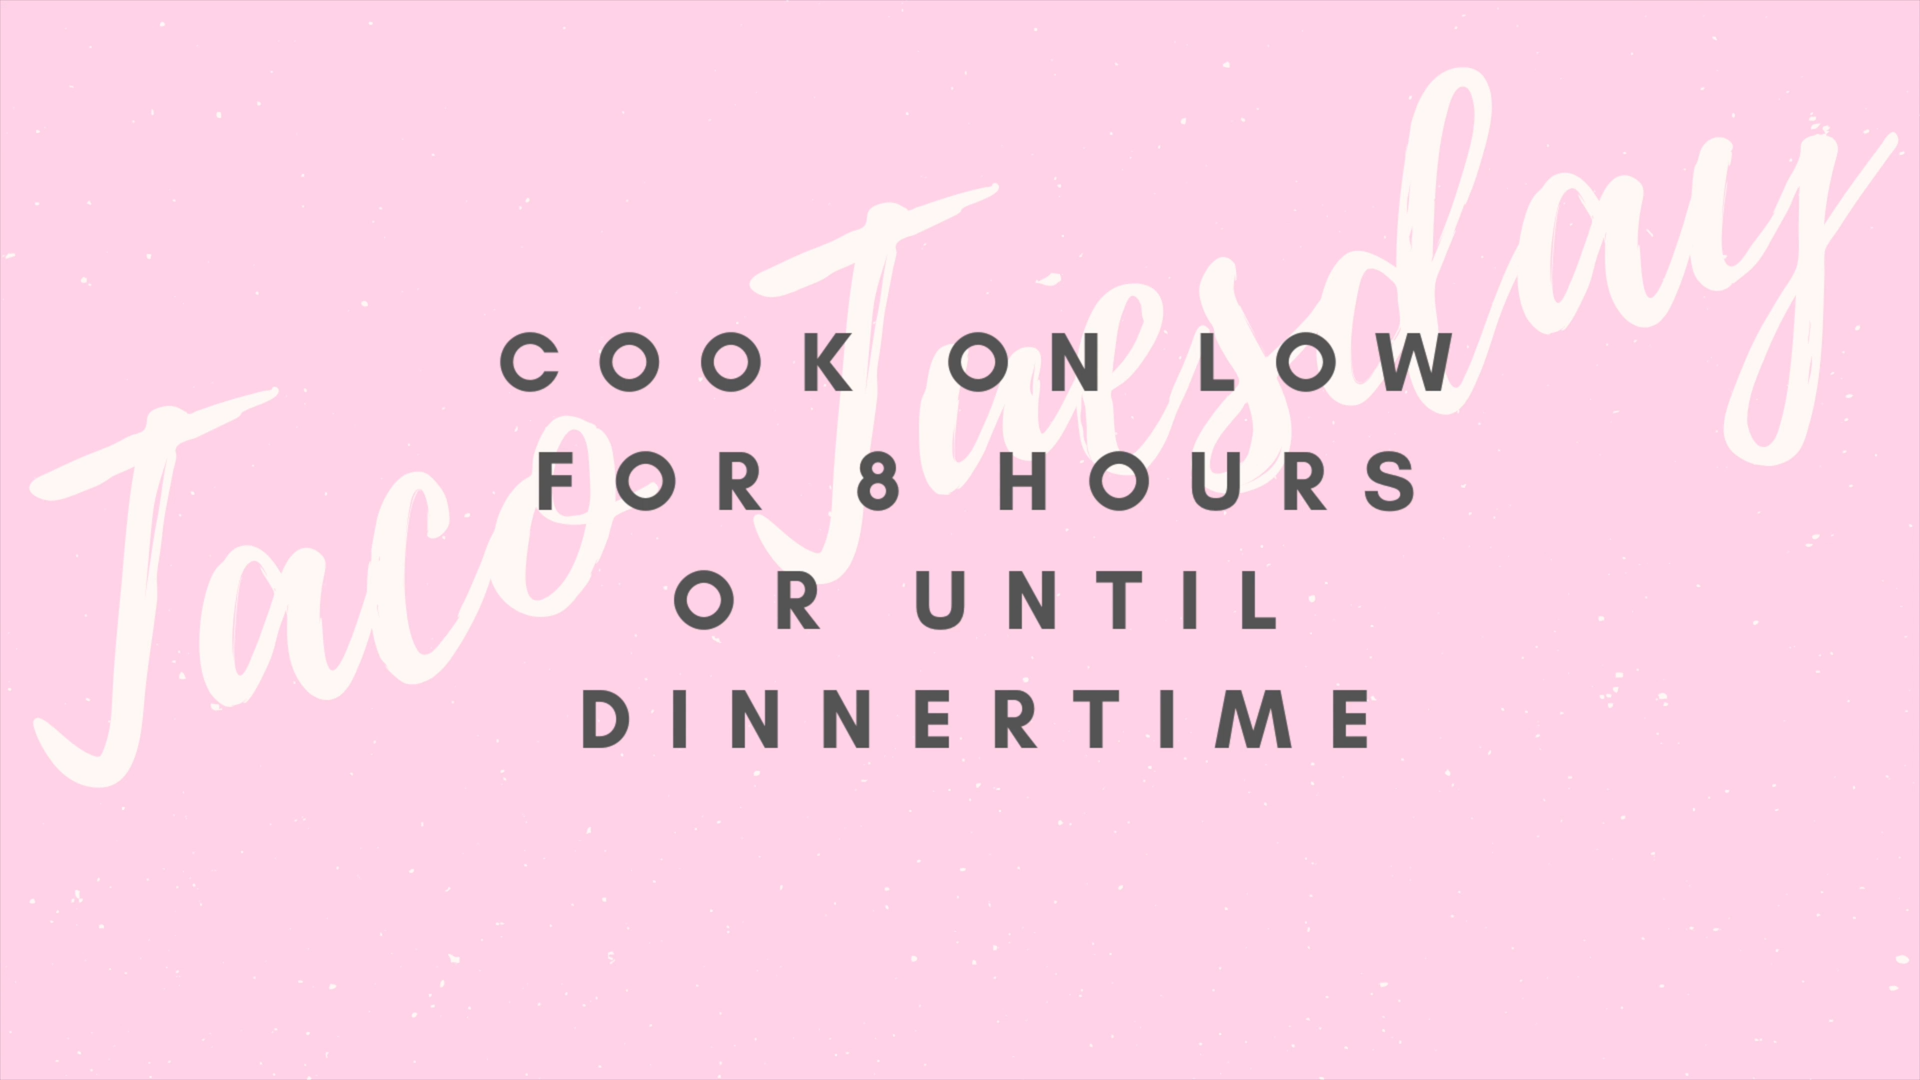 Taco Tuesday
COOK ON LOW
FOR 8 HOURS
OR UNTIL
DINNERTIME